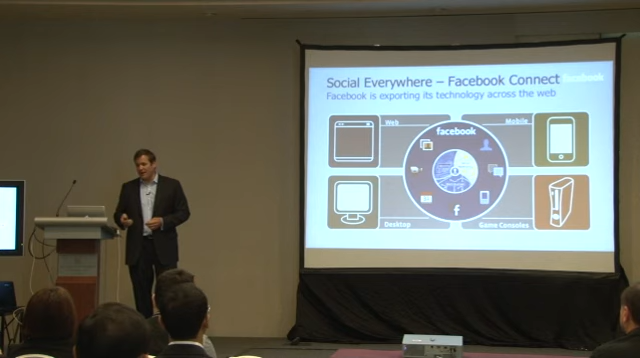 Social Everywhere – Facebook Connect
facebook
Facebook is exporting its technology across the web
Web
Mobile
facebook
f
Desktop
Game Consoles